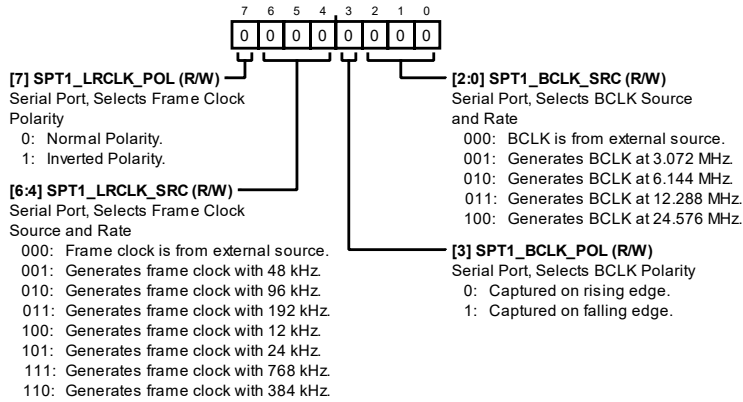 7 6 5 4 3 2 1 0
0 0 0 0 0 0 0 0
[7] SPT1_LRCLK_POL (R/W)
Serial Port, Selects Frame Clock
Polarity
0: Normal Polarity.
1: Inverted Polarity.
[6:4] SPT1_LRCLK_SRC (R/W)
Serial Port, Selects Frame Clock
Source and Rate
000: Frame clock is from external source.
001: Generates frame clock with 48 kHz.
010: Generates frame clock with 96 kHz.
011: Generates frame clock with 192 kHz.
100: Generates frame clock with 12 kHz.
101: Generates frame clock with 24 kHz.
111: Generates frame clock with 768 kHz.
110: Generates frame clock with 384 kHz.
[2:0] SPT1_BCLK_SRC (R/W)
Serial Port, Selects BCLK Source
and Rate
000: BCLK is from external source.
001: Generates BCLK at 3.072 MHz.
010: Generates BCLK at 6.144 MHz.
011: Generates BCLK at 12.288 MHz.
100: Generates BCLK at 24.576 MHz.
[3] SPT1_BCLK_POL (R/W)
Serial Port, Selects BCLK Polarity
0: Captured on rising edge.
1: Captured on falling edge.